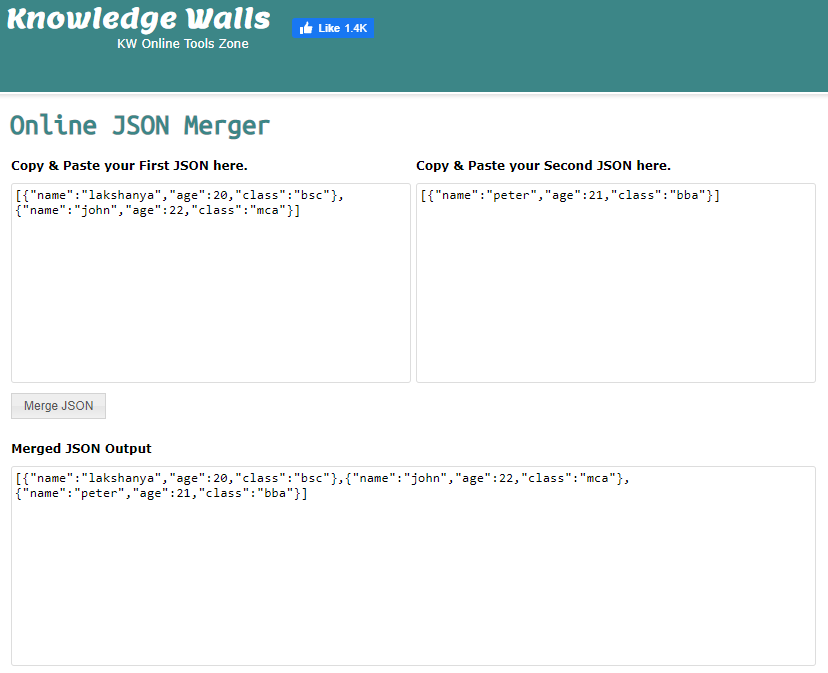 Knowledge Walls
Like 1.4K
KW Online Tools Zone
Online JSON Merger
Copy & Paste your First JSON here.
[{"name":"lakshanya","age":20,"class":"bsc"},
{"name":"john","age":22,"class":"mca"}]
Copy & Paste your Second JSON here.
[{"name":"peter","age":21,"class":"bba"}]
Merge JSON
Merged JSON Output
[{"name":"lakshanya","age":20,"class":"bsc"},{"name":"john","age":22,"class":"mca"},
{"name":"peter","age":21,"class":"bba"}]